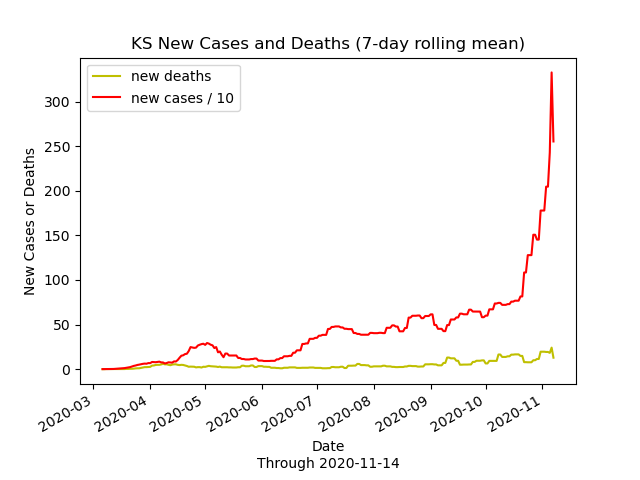 KS New Cases and Deaths (7-day rolling mean)
new deaths
new cases / 10
New Cases or Deaths
300
250
200
150
100
50
0
2020-03
2020-04
2020-05
2020-06
2020-07
2020-08
2020-09
2020-10
2020-11
Date
Through 2020-11-14